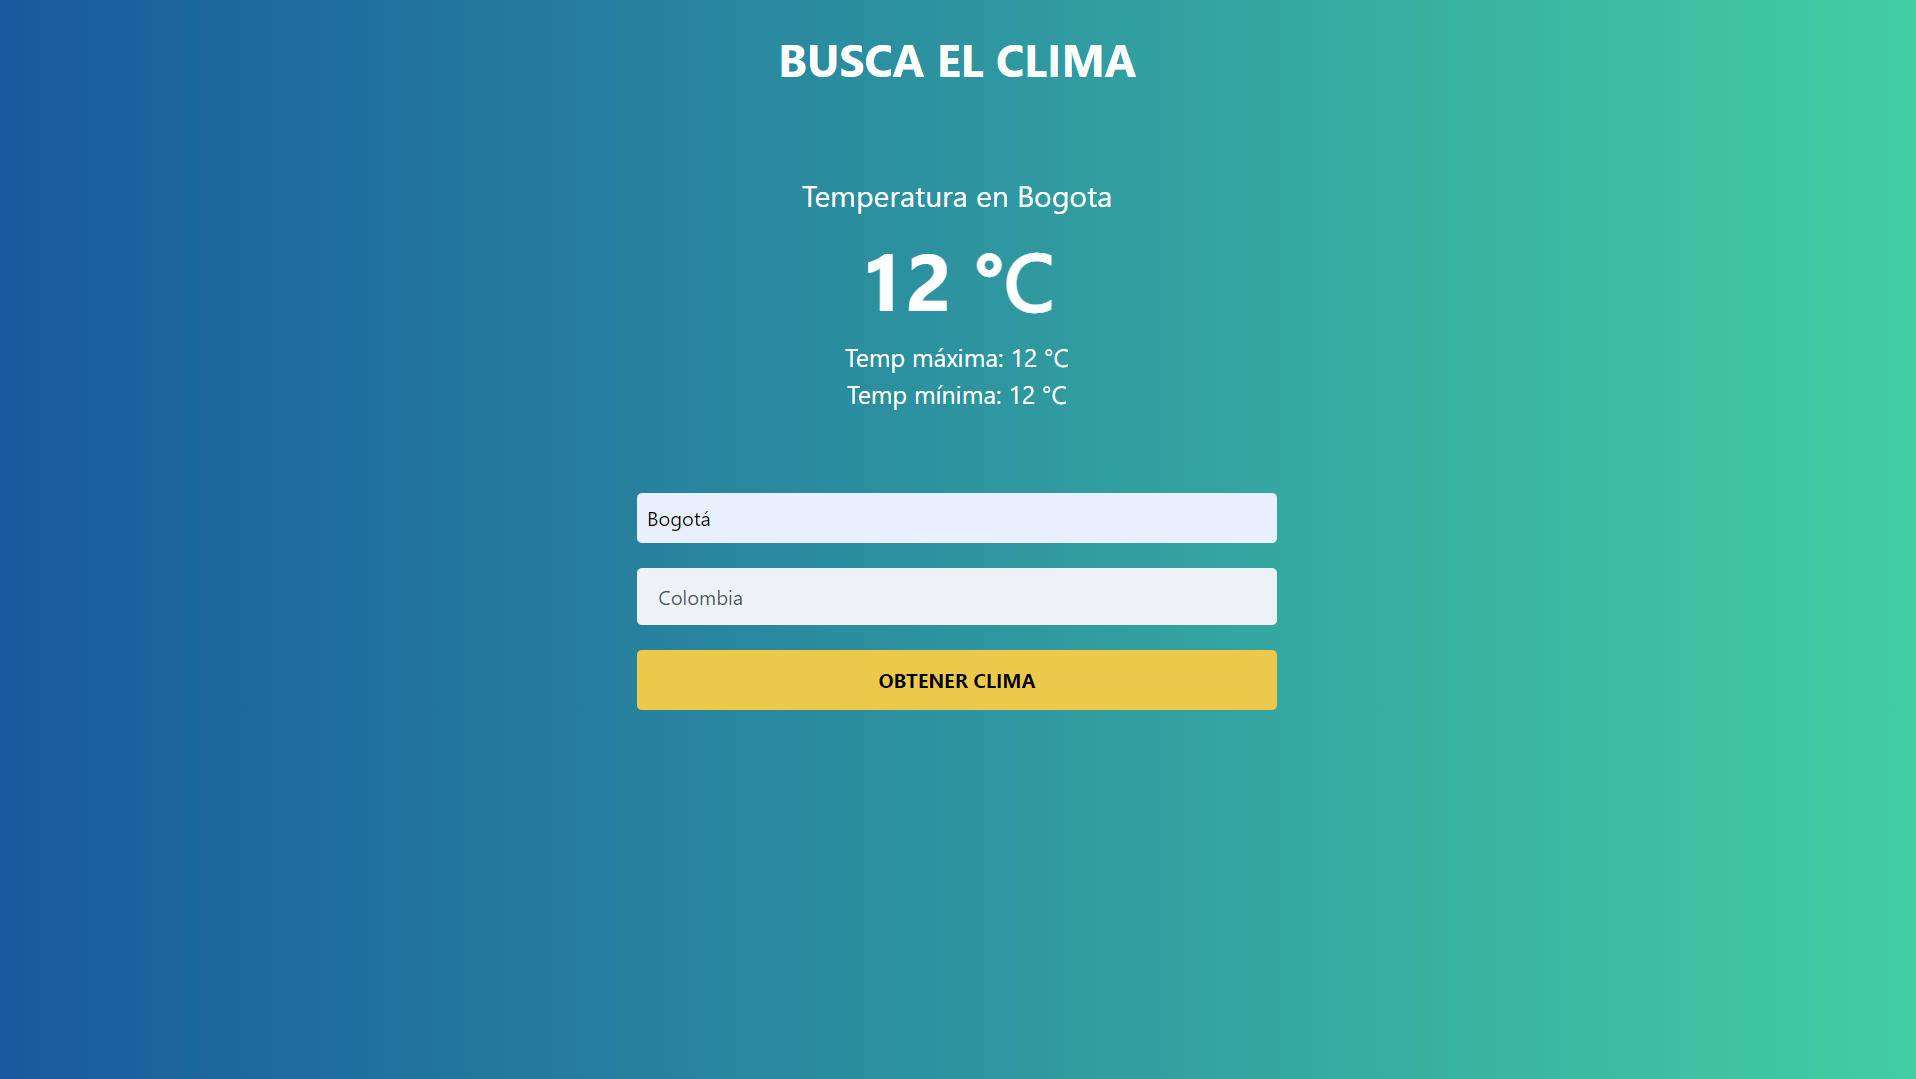 BUSCA EL CLIMA
Temperatura en Bogota
12 °C
Temp máxima: 12 °C
Temp mínima: 12 °C
Bogotá
Colombia
OBTENER CLIMA